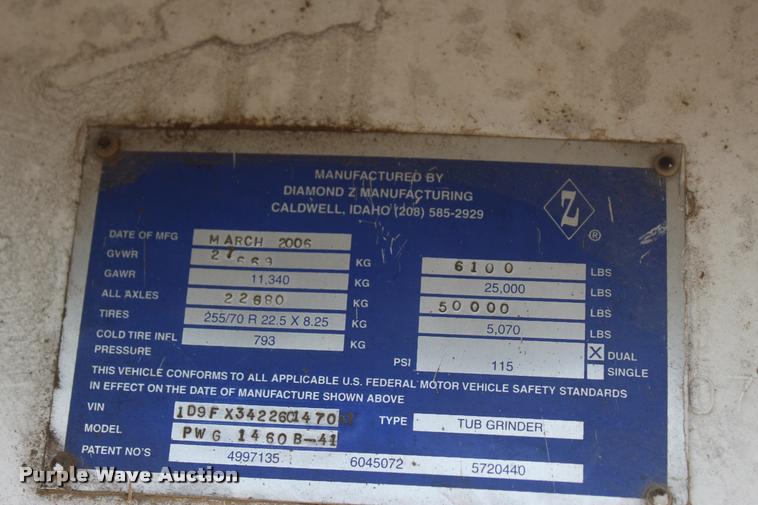 MANUFACTURED BY
DIAMOND Z MANUFACTURING
CALDWELL, IDAHO (208) 585-2929
Z ®
DATE OF MFG MARCH 2006
GVWR 27669 KG 6100 LBS
GAWR 11,340 KG 25,000 LBS
ALL AXLES 22680 KG 50000 LBS
TIRES 255/70 R 22.5 X 8.25 KG 5,070 LBS
COLD TIRE INFL PRESSURE 793 PSI 115 X DUAL
SINGLE
THIS VEHICLE CONFORMS TO ALL APPLICABLE U.S. FEDERAL MOTOR VEHICLE SAFETY STANDARDS
IN EFFECT ON THE DATE OF MANUFACTURE SHOWN ABOVE
VIN TYPE TUB GRINDER
MODEL PWG 1460B-41
PATENT NO'S 4997135 6045072 5720440
Purple Wave Auction